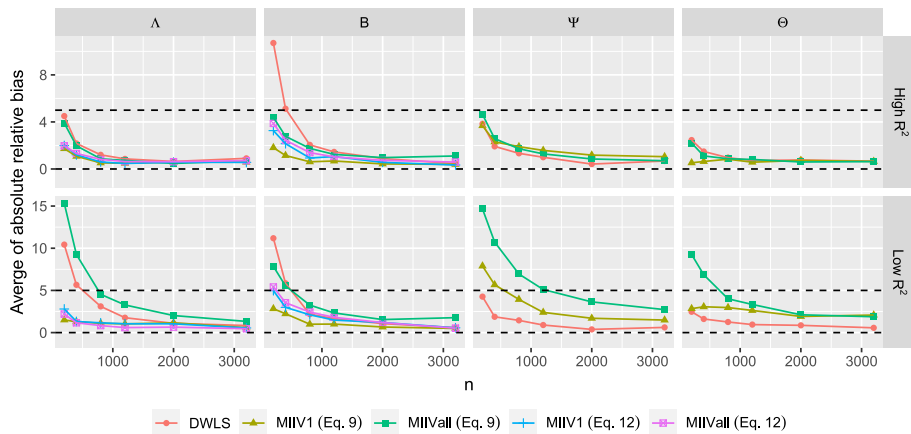 Λ B Ψ Θ
Averge of absolute relative bias
8
4
0
High R²
15
10
5
0
Low R²
1000 2000 3000 1000 2000 3000 1000 2000 3000 1000 2000 3000
n
DWLS MIIV1 (Eq. 9) MIIVall (Eq. 9) MIIV1 (Eq. 12) MIIVall (Eq. 12)